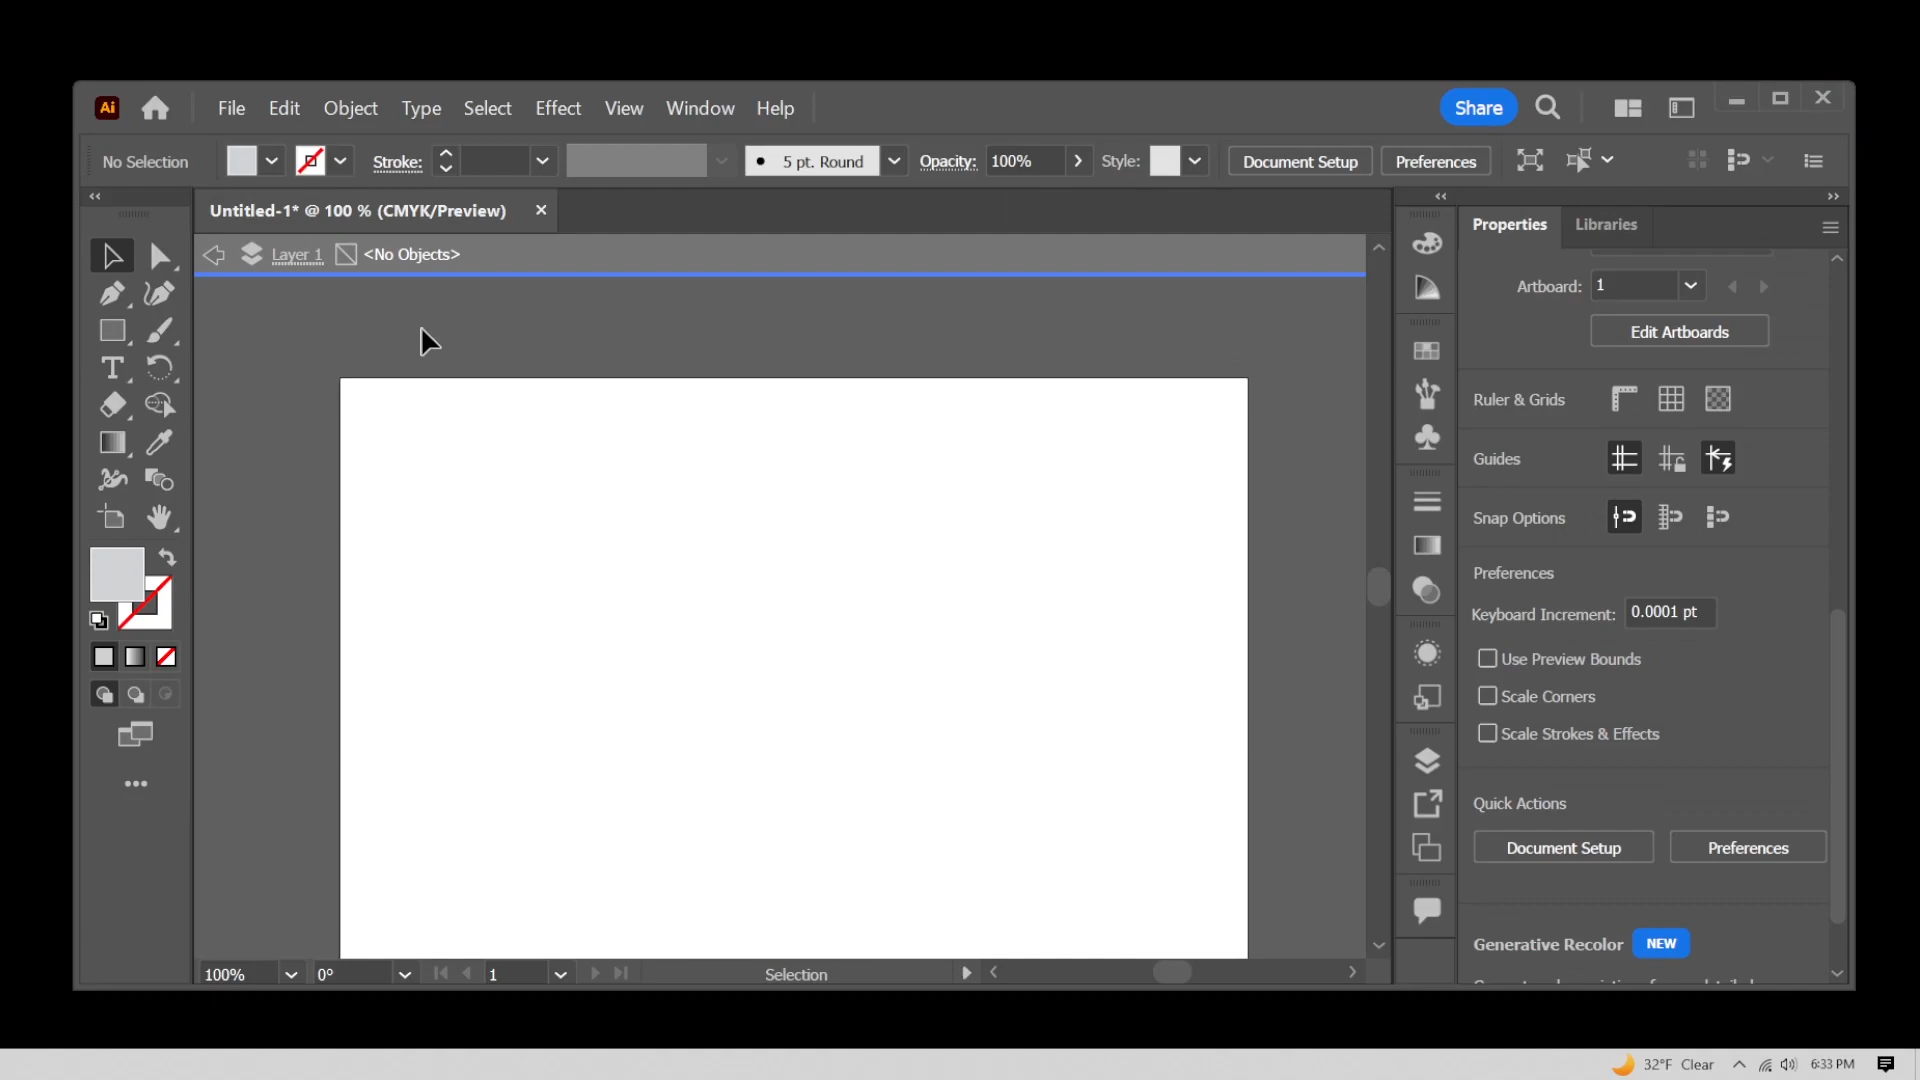 Ai File Edit Object Type Select Effect View Window Help Share
No Selection Stroke: 5 pt. Round Opacity: 100% Style: Document Setup Preferences
Untitled-1* @ 100 % (CMYK/Preview)
Layer 1 <No Objects>
Properties Libraries
Artboard: 1
Edit Artboards
Ruler & Grids
Guides
Snap Options
Preferences
Keyboard Increment: 0.0001 pt
Use Preview Bounds
Scale Corners
Scale Strokes & Effects
Quick Actions
Document Setup Preferences
Generative Recolor NEW
100% 0° 1 Selection
32°F Clear 6:33 PM